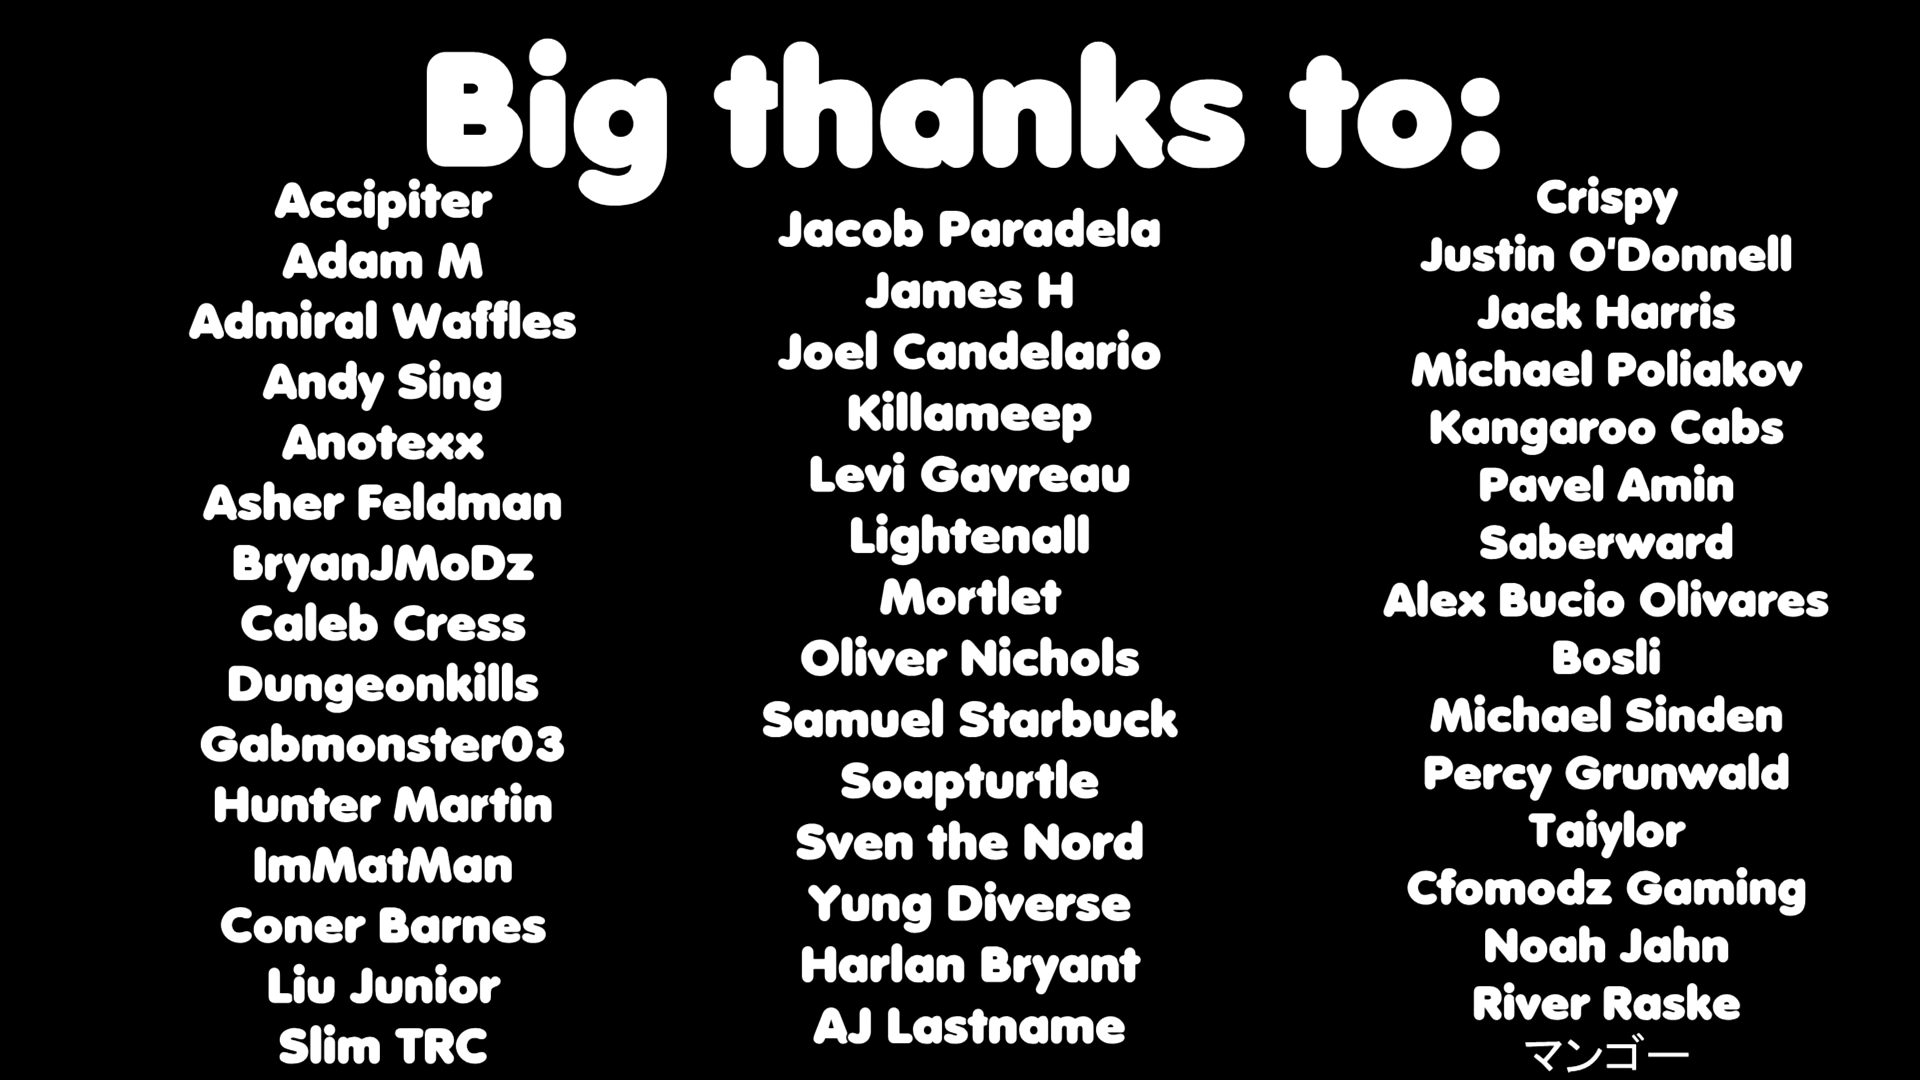 Big thanks to:
Accipiter
Adam M
Admiral Waffles
Andy Sing
Anotexx
Asher Feldman
BryanJMoDz
Caleb Cress
Dungeonkills
Gabmonster03
Hunter Martin
ImMatMan
Coner Barnes
Liu Junior
Slim TRC
Jacob Paradela
James H
Joel Candelario
Killameep
Levi Gavreau
Lightenall
Mortlet
Oliver Nichols
Samuel Starbuck
Soapturtle
Sven the Nord
Yung Diverse
Harlan Bryant
AJ Lastname
Crispy
Justin O'Donnell
Jack Harris
Michael Poliakov
Kangaroo Cabs
Pavel Amin
Saberward
Alex Bucio Olivares
Bosli
Michael Sinden
Percy Grunwald
Taiylor
Cfomodz Gaming
Noah Jahn
River Raske
マンゴー